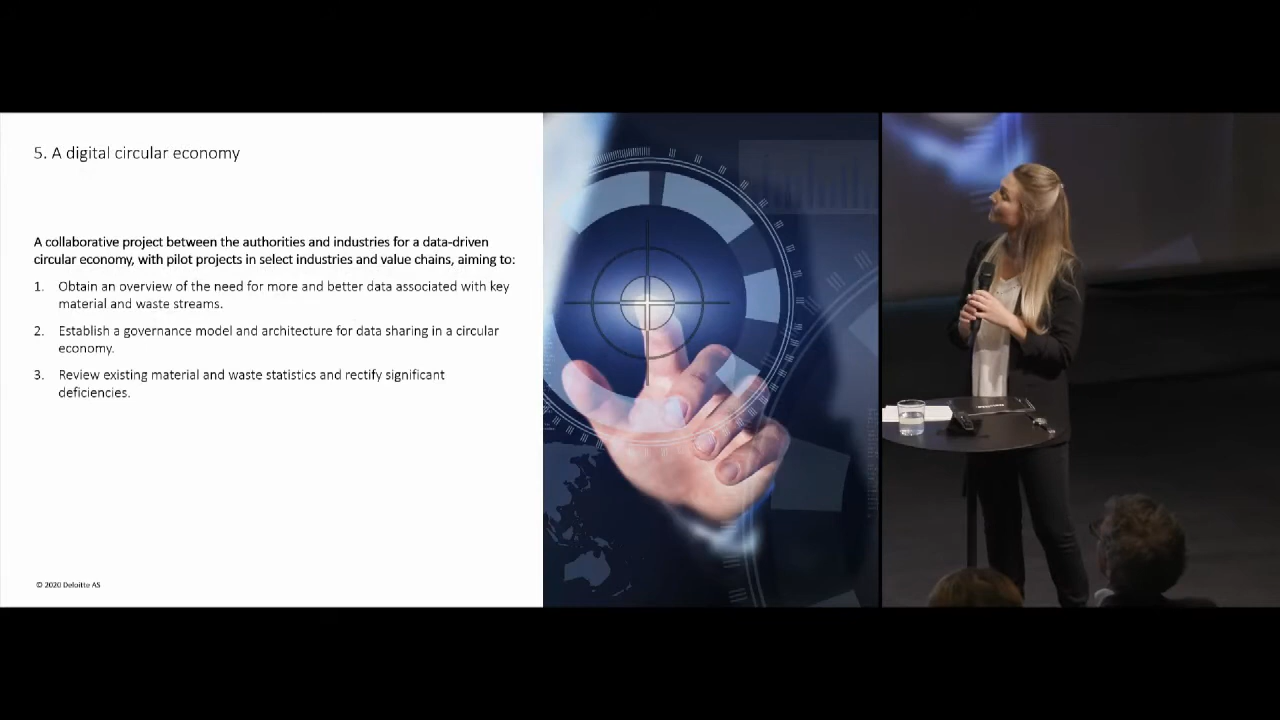 5. A digital circular economy
A collaborative project between the authorities and industries for a data-driven
circular economy, with pilot projects in select industries and value chains, aiming to:
1. Obtain an overview of the need for more and better data associated with key
material and waste streams.
2. Establish a governance model and architecture for data sharing in a circular
economy.
3. Review existing material and waste statistics and rectify significant
deficiencies.
© 2020 Deloitte AS